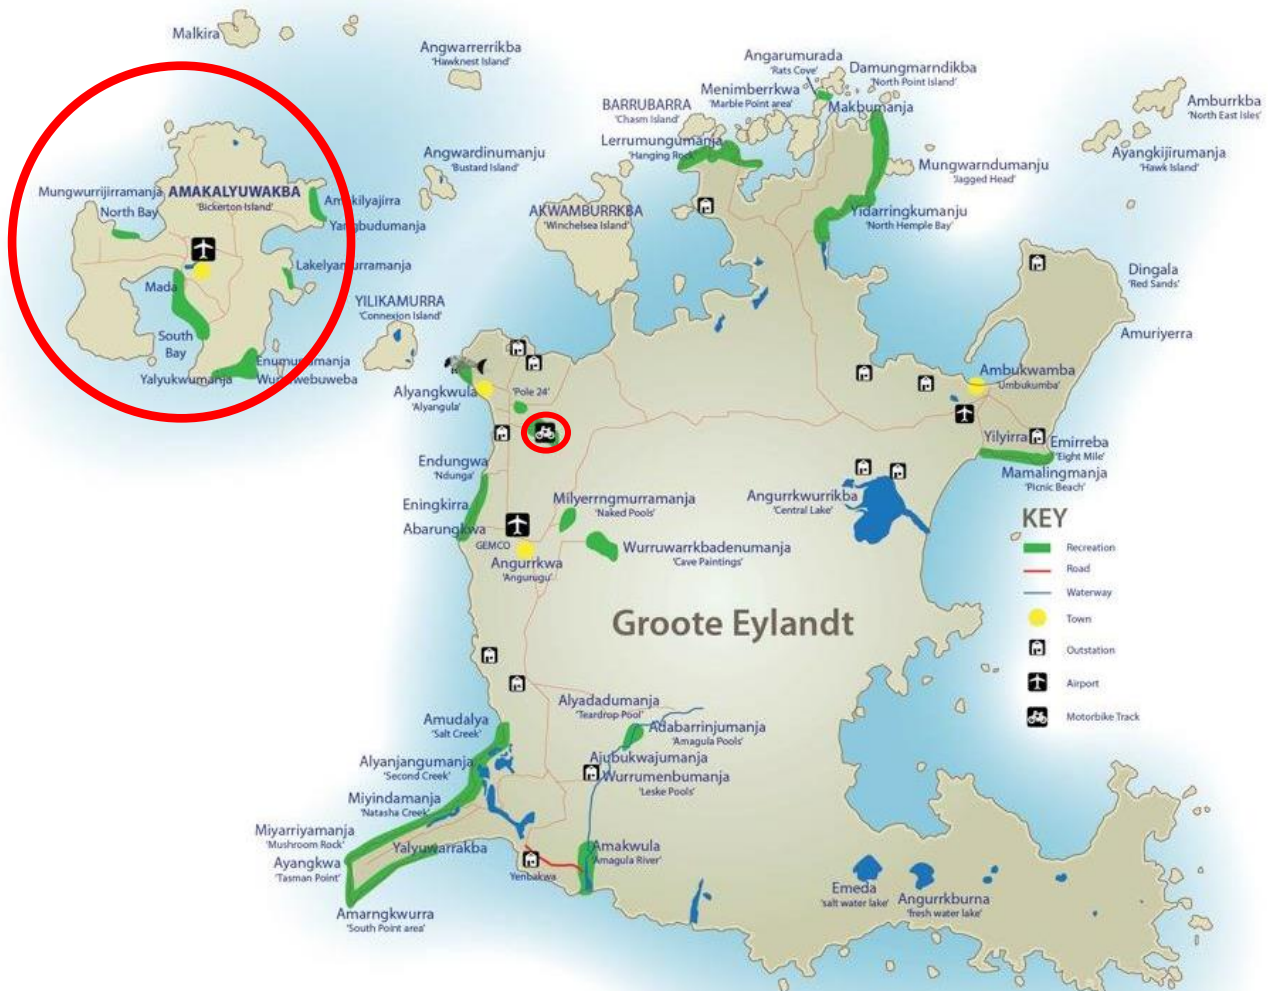 Malkira
Angwarrerrikba
'Hawknest Island'
Angarumurada
'Rats Cove'
Damungmarndikba
'North Point Island'
Menimberrkwa
'Marble Point area'
Makbumanja
BARRUBARRA
'Chasm Island'
Lerrumungumanja
'Hanging Rock'
Amburrkba
'North East Isles'
Ayangkijirumanja
'Hawk Island'
Mungwarndumanju
'Jagged Head'
Angwardinumanju
'Bustard Island'
Mungwurrijirramanja
North Bay
AMAKALYUWAKBA
'Bickerton Island'
Amakilyajirra
Yangbudumanja
AKWAMBURRKBA
'Winchelsea Island'
Yidarringkumanju
'North Hemple Bay'
Lakelyamurramanja
Mada
South
Bay
YILIKAMURRA
'Connexion Island'
Dingala
'Red Sands'
Amuriyerra
Yalyukwumanja
Alyangkwula
'Alyangula'
'Pole 24'
Ambukwamba
'Umbukumba'
Yilyirra
Emirreba
'Eight Mile'
Mamalingmanja
'Picnic Beach'
Endungwa
'Ndunga'
Eningkirra
Abarungkwa
Milyerrngmurramanja
'Naked Pools'
Angurrkwurrikba
'Central Lake'
GEMCO
Angurrkwa
'Angurugu'
Wurruwarrkbadenumanja
'Cave Paintings'
KEY
Recreation
Road
Waterway
Town
Outstation
Airport
Motorbike Track
Groote Eylandt
Alyadadumanja
'Teardrop Pool'
Adabarrinjumanja
'Amagula Pools'
Ajubukwajumanja
Wurrumenbumanja
'Leske Pools'
Amudalya
'Salt Creek'
Alyanjangumanja
'Second Creek'
Miyindamanja
'Natasha Creek'
Miyarriyamanja
'Mushroom Rock'
Ayangkwa
'Tasman Point'
Yalyuwarrakba
Yenbakwa
Amakwula
'Amagula River'
Amarngkwurra
'South Point area'
Emeda
'salt water lake'
Angurrkburna
'fresh water lake'